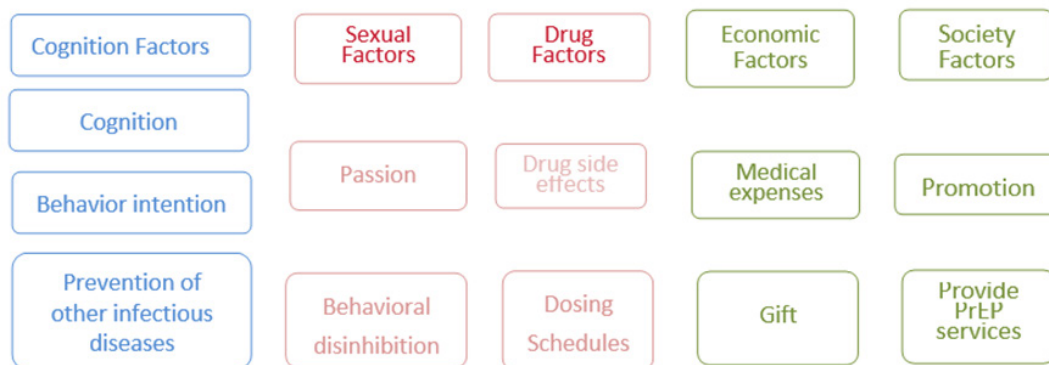 Cognition Factors
Sexual
Factors
Drug
Factors
Economic
Factors
Society
Factors
Cognition
Behavior intention
Passion
Drug side
effects
Medical
expenses
Promotion
Prevention of
other infectious
diseases
Behavioral
disinhibition
Dosing
Schedules
Gift
Provide
PrEP
services